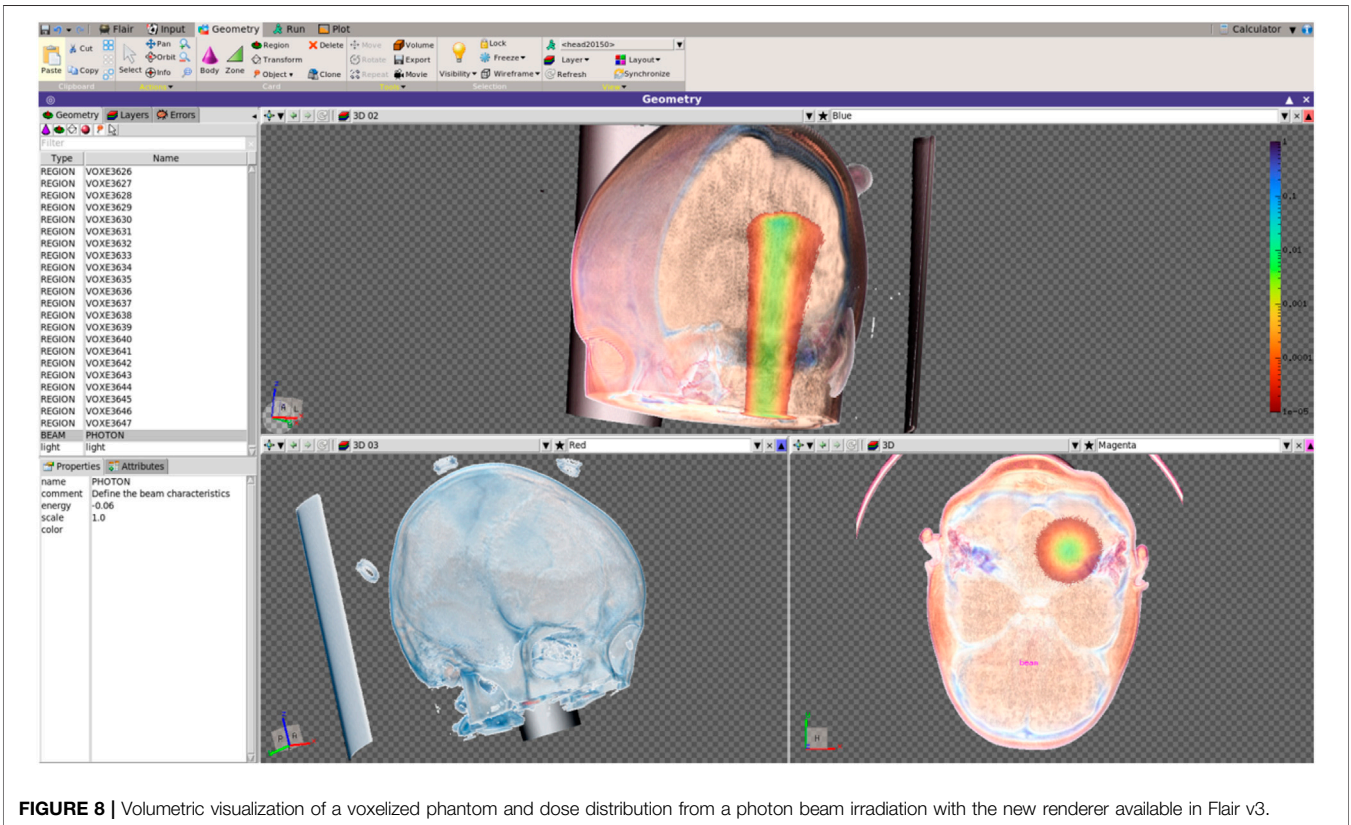 Flair Input Geometry Run Plot Calculator
Paste Cut Copy Select Pan Orbit Info Body Zone Region Transform Object Delete Clone Move Rotate Repeat Volume Export Movie Visibility Lock Freeze Wireframe <head20150> Layer Refresh Layout Synchronize
Clipboard Actions Card Tools Selection View
Geometry
Geometry Layers Errors
Filter
Type Name
REGION VOXE3626
REGION VOXE3627
REGION VOXE3628
REGION VOXE3629
REGION VOXE3630
REGION VOXE3631
REGION VOXE3632
REGION VOXE3633
REGION VOXE3634
REGION VOXE3635
REGION VOXE3636
REGION VOXE3637
REGION VOXE3638
REGION VOXE3639
REGION VOXE3640
REGION VOXE3641
REGION VOXE3642
REGION VOXE3643
REGION VOXE3644
REGION VOXE3645
REGION VOXE3646
REGION VOXE3647
BEAM PHOTON
light light
Properties Attributes
name PHOTON
comment Define the beam characteristics
energy -0.06
scale 1.0
color
3D 02 Blue
1
0.1
0.01
0.001
0.0001
1e-05
A L
3D 03 Red
P R
3D Magenta
beam
H
FIGURE 8 | Volumetric visualization of a voxelized phantom and dose distribution from a photon beam irradiation with the new renderer available in Flair v3.